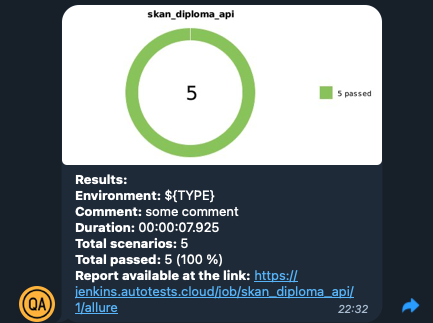 skan_diploma_api
5
5 passed
Results:
Environment: ${TYPE}
Comment: some comment
Duration: 00:00:07.925
Total scenarios: 5
Total passed: 5 (100 %)
Report available at the link: https://
jenkins.autotests.cloud/job/skan_diploma_api/
1/allure
QA
22:32